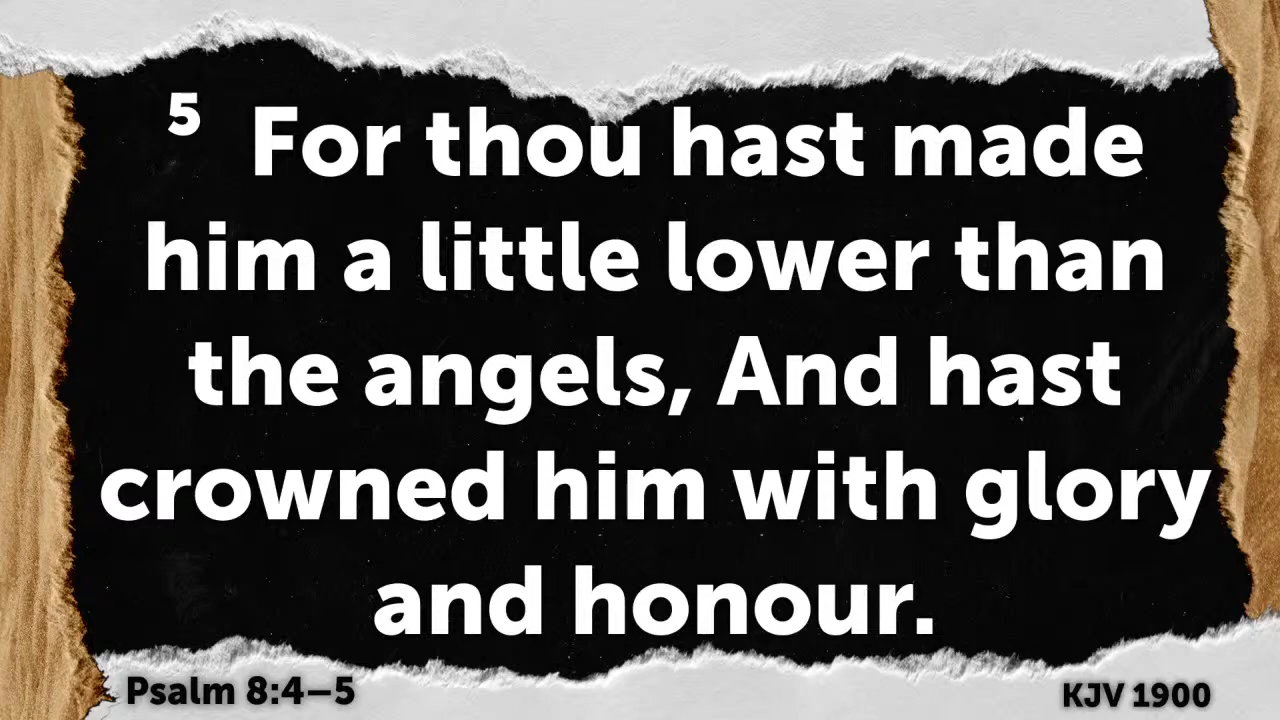 ⁵ For thou hast made
him a little lower than
the angels, And hast
crowned him with glory
and honour.
Psalm 8:4–5
KJV 1900